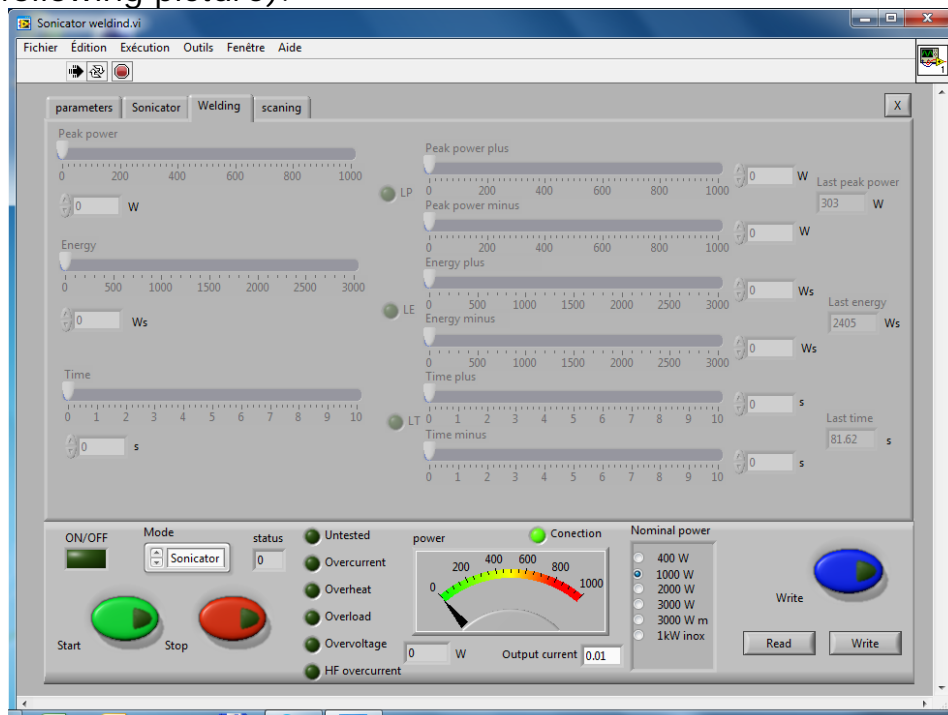 following picture).
Sonicator weldind.vi
Fichier Édition Exécution Outils Fenêtre Aide
1
parameters Sonicator Welding scaning X
Peak power
0 200 400 600 800 1000
0 W
Energy
0 500 1000 1500 2000 2500 3000
0 Ws
Time
0 1 2 3 4 5 6 7 8 9 10
0 s
LP
LE
LT
Peak power plus
0 200 400 600 800 1000
0 W
Peak power minus
0 200 400 600 800 1000
0 W
Energy plus
0 500 1000 1500 2000 2500 3000
0 Ws
Energy minus
0 500 1000 1500 2000 2500 3000
0 Ws
Time plus
0 1 2 3 4 5 6 7 8 9 10
0 s
Time minus
0 1 2 3 4 5 6 7 8 9 10
0 s
Last peak power
303 W
Last energy
2405 Ws
Last time
81.62 s
ON/OFF
Mode
Sonicator
status
0
Start
Stop
Untested
Overcurrent
Overheat
Overload
Overvoltage
HF overcurrent
power
Conection
0 200 400 600 800 1000
0 W
Output current 0.01
Nominal power
400 W
1000 W
2000 W
3000 W
3000 W m
1kW inox
Write
Read Write